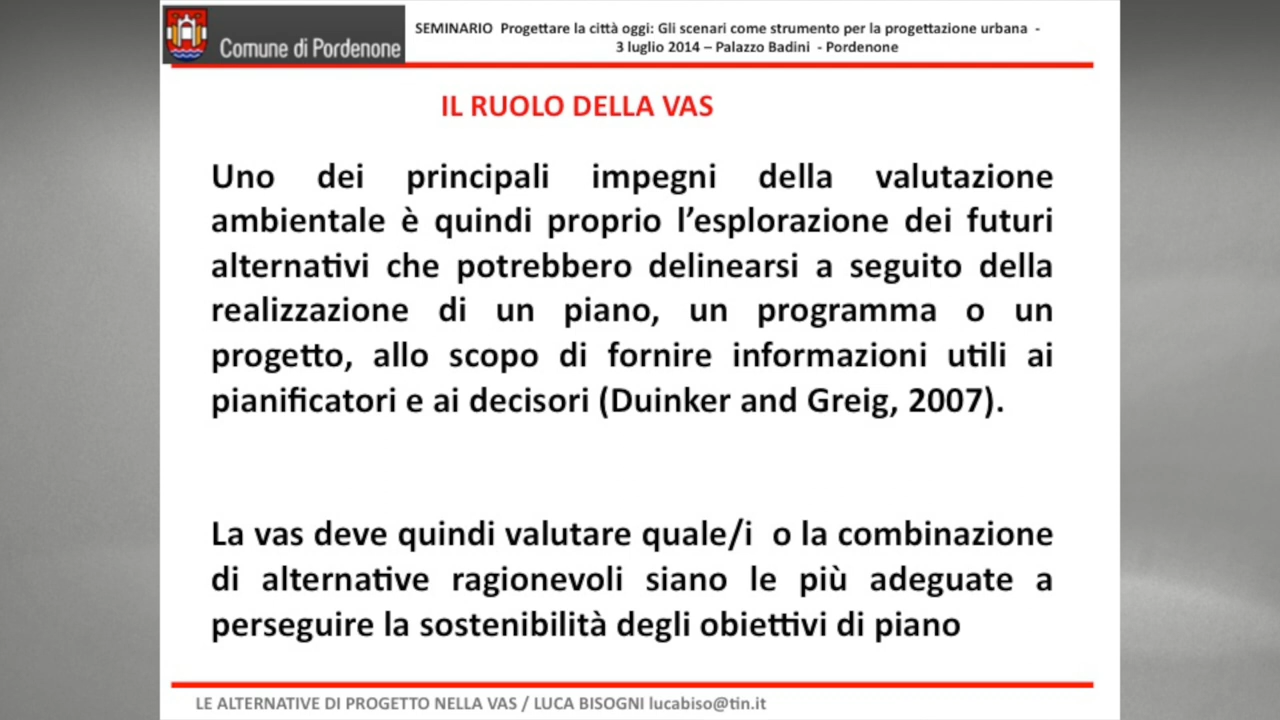 Comune di Pordenone
SEMINARIO Progettare la città oggi: Gli scenari come strumento per la progettazione urbana -
3 luglio 2014 – Palazzo Badini - Pordenone
IL RUOLO DELLA VAS
Uno dei principali impegni della valutazione
ambientale è quindi proprio l’esplorazione dei futuri
alternativi che potrebbero delinearsi a seguito della
realizzazione di un piano, un programma o un
progetto, allo scopo di fornire informazioni utili ai
pianificatori e ai decisori (Duinker and Greig, 2007).
La vas deve quindi valutare quale/i o la combinazione
di alternative ragionevoli siano le più adeguate a
perseguire la sostenibilità degli obiettivi di piano
LE ALTERNATIVE DI PROGETTO NELLA VAS / LUCA BISOGNI lucabiso@tin.it